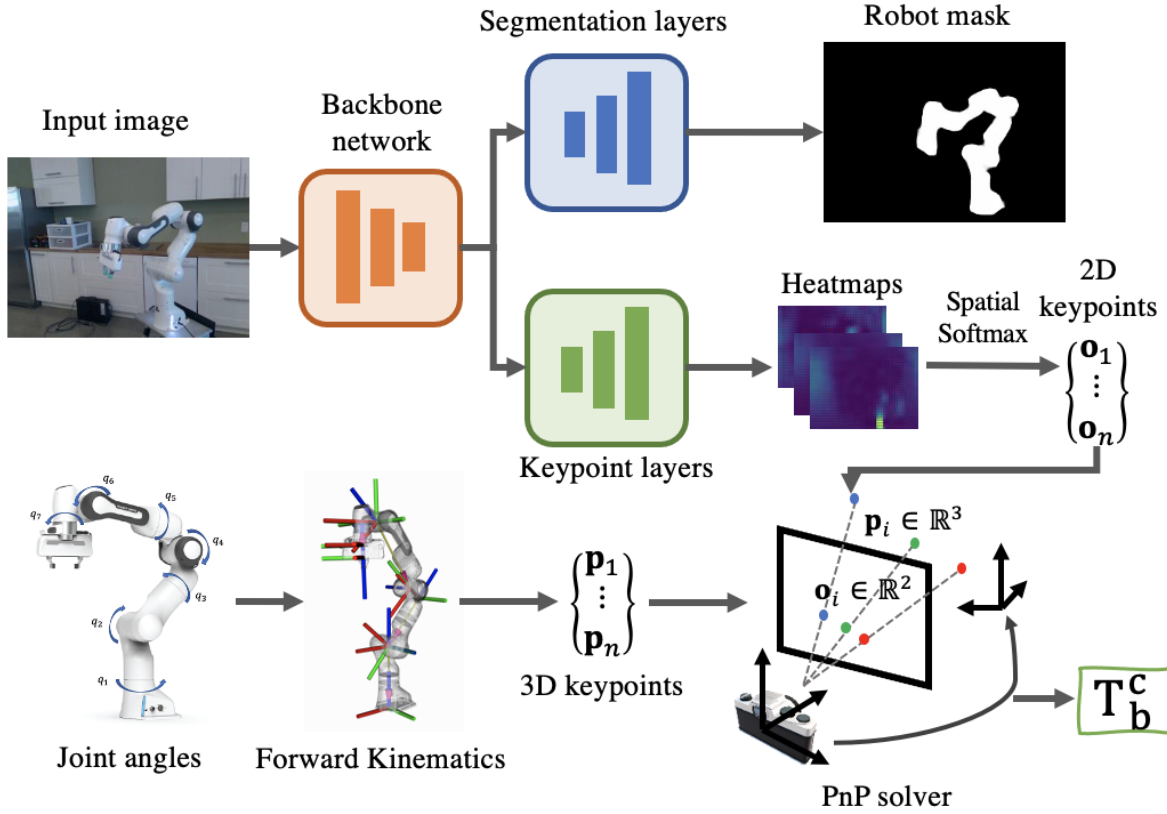 Segmentation layers
Robot mask
Input image
Backbone
network
Heatmaps
Spatial
Softmax
2D
keypoints
o₁
⋮
oₙ
Keypoint layers
q₁
q₂
q₃
q₄
q₅
q₆
q₇
Joint angles
Forward Kinematics
p₁
⋮
pₙ
3D keypoints
pᵢ ∈ ℝ³
oᵢ ∈ ℝ²
PnP solver
T_b^c